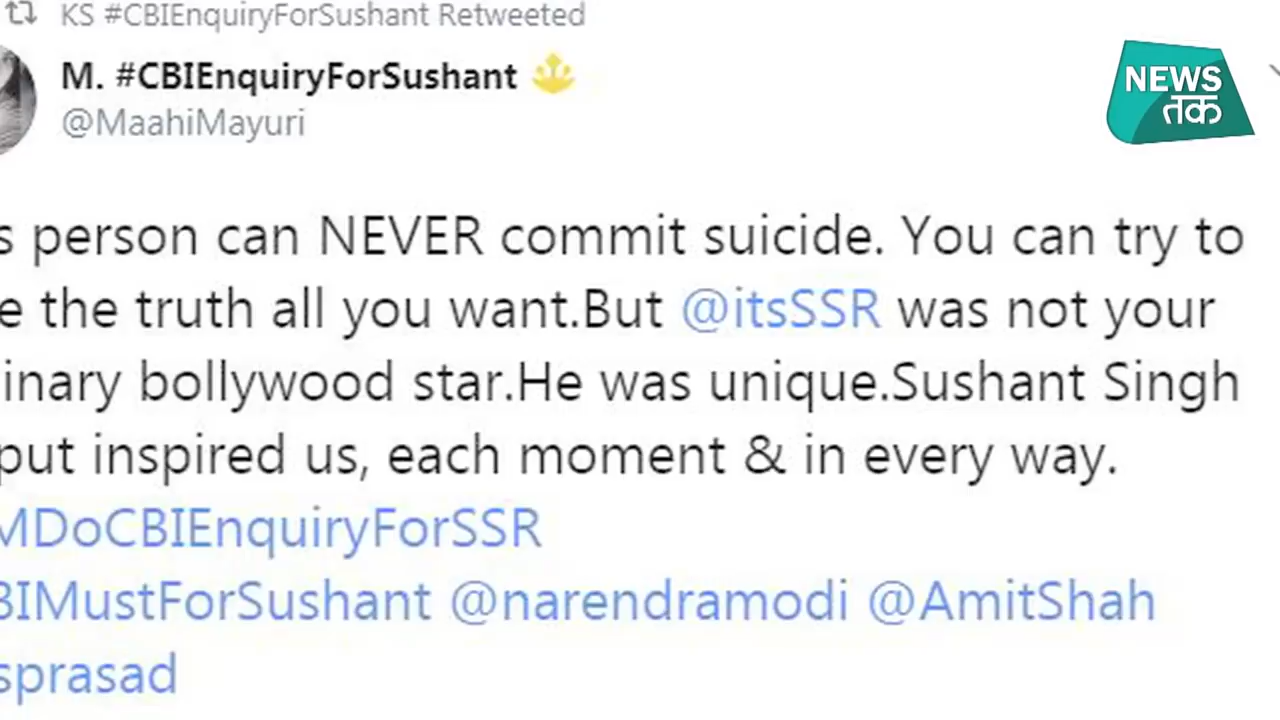 KS #CBIEnquiryForSushant Retweeted
M. #CBIEnquiryForSushant
@MaahiMayuri
NEWS
तक
s person can NEVER commit suicide. You can try to
e the truth all you want.But @itsSSR was not your
inary bollywood star.He was unique.Sushant Singh
put inspired us, each moment & in every way.
MDoCBIEnquiryForSSR
BIMustForSushant @narendramodi @AmitShah
sprasad